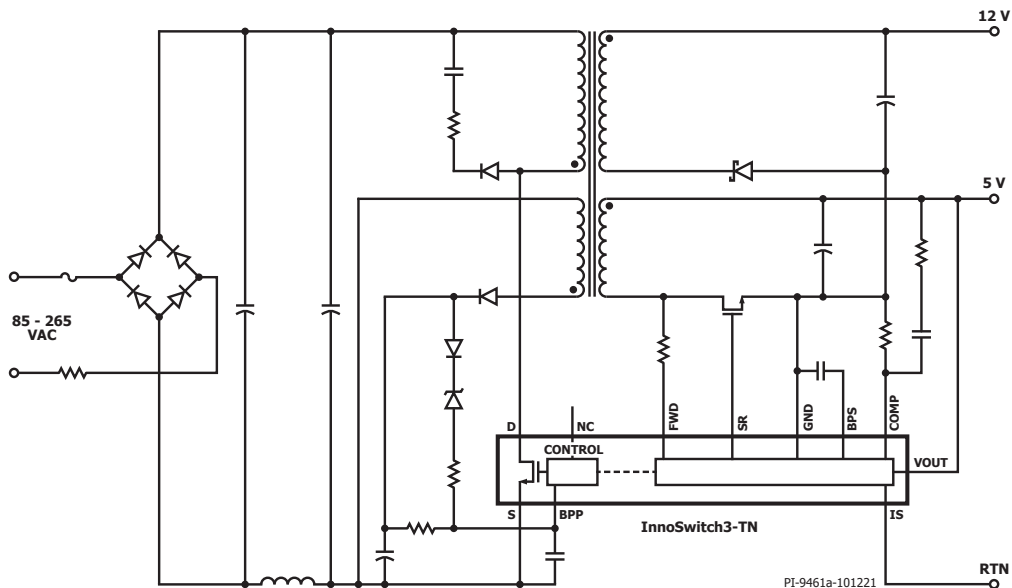 12 V
5 V
85 - 265
VAC
FWD
SR
GND
BPS
COMP
D
NC
CONTROL
VOUT
S
BPP
IS
InnoSwitch3-TN
RTN
PI-9461a-101221